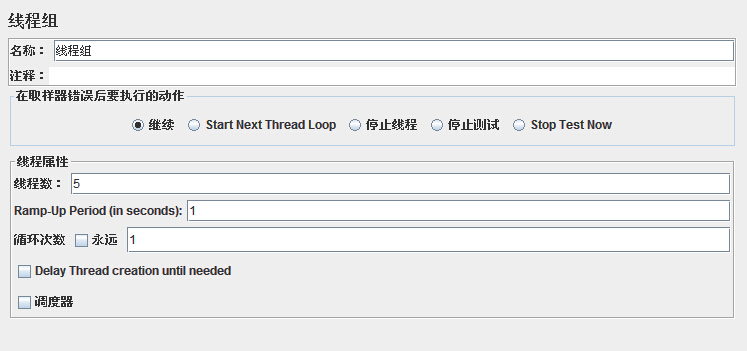 线程组
名称： 线程组
注释：
在取样器错误后要执行的动作
继续 Start Next Thread Loop 停止线程 停止测试 Stop Test Now
线程属性
线程数： 5
Ramp-Up Period (in seconds): 1
循环次数 永远 1
Delay Thread creation until needed
调度器